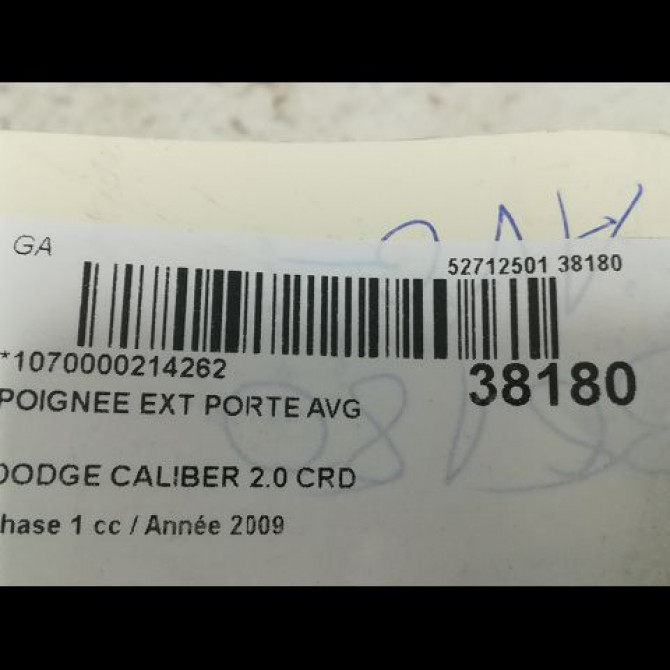 AVG
GA
52712501 38180
*1070000214262
38180
POIGNEE EXT PORTE AVG
DODGE CALIBER 2.0 CRD
hase 1 cc / Année 2009